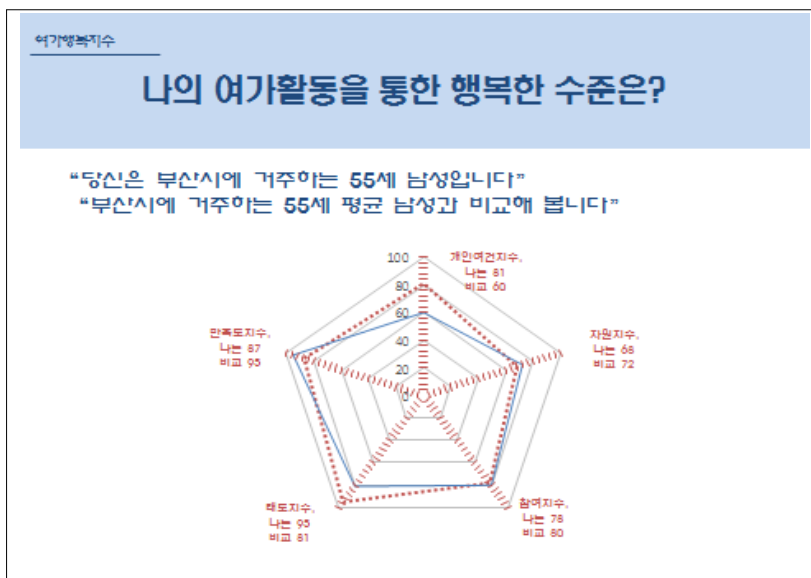 여가행복지수
나의 여가활동을 통한 행복한 수준은?
“당신은 부산시에 거주하는 55세 남성입니다”
“부산시에 거주하는 55세 평균 남성과 비교해 봅니다”
100
80
60
40
20
0
개인여건지수,
나는 81
비교 60
자원지수,
나는 68
비교 72
참여지수,
나는 78
비교 80
태도지수,
나는 95
비교 81
만족도지수,
나는 87
비교 95